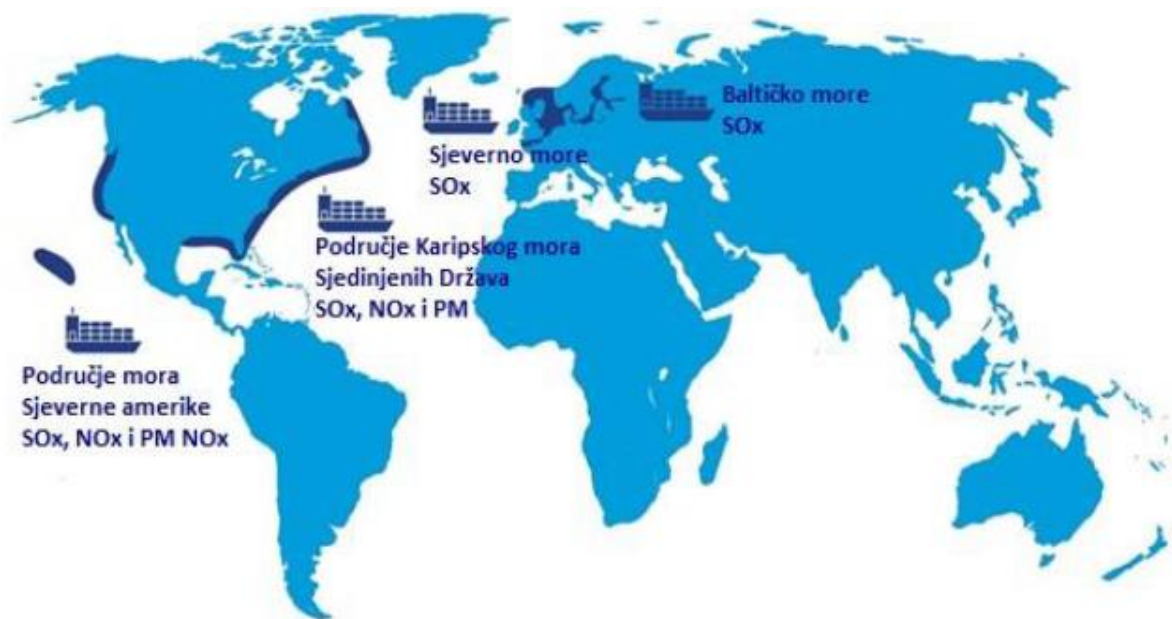 Baltičko more
SOx
Sjeverno more
SOx
Područje Karipskog mora
Sjedinjenih Država
SOx, NOx i PM
Područje mora
Sjeverne amerike
SOx, NOx i PM NOx